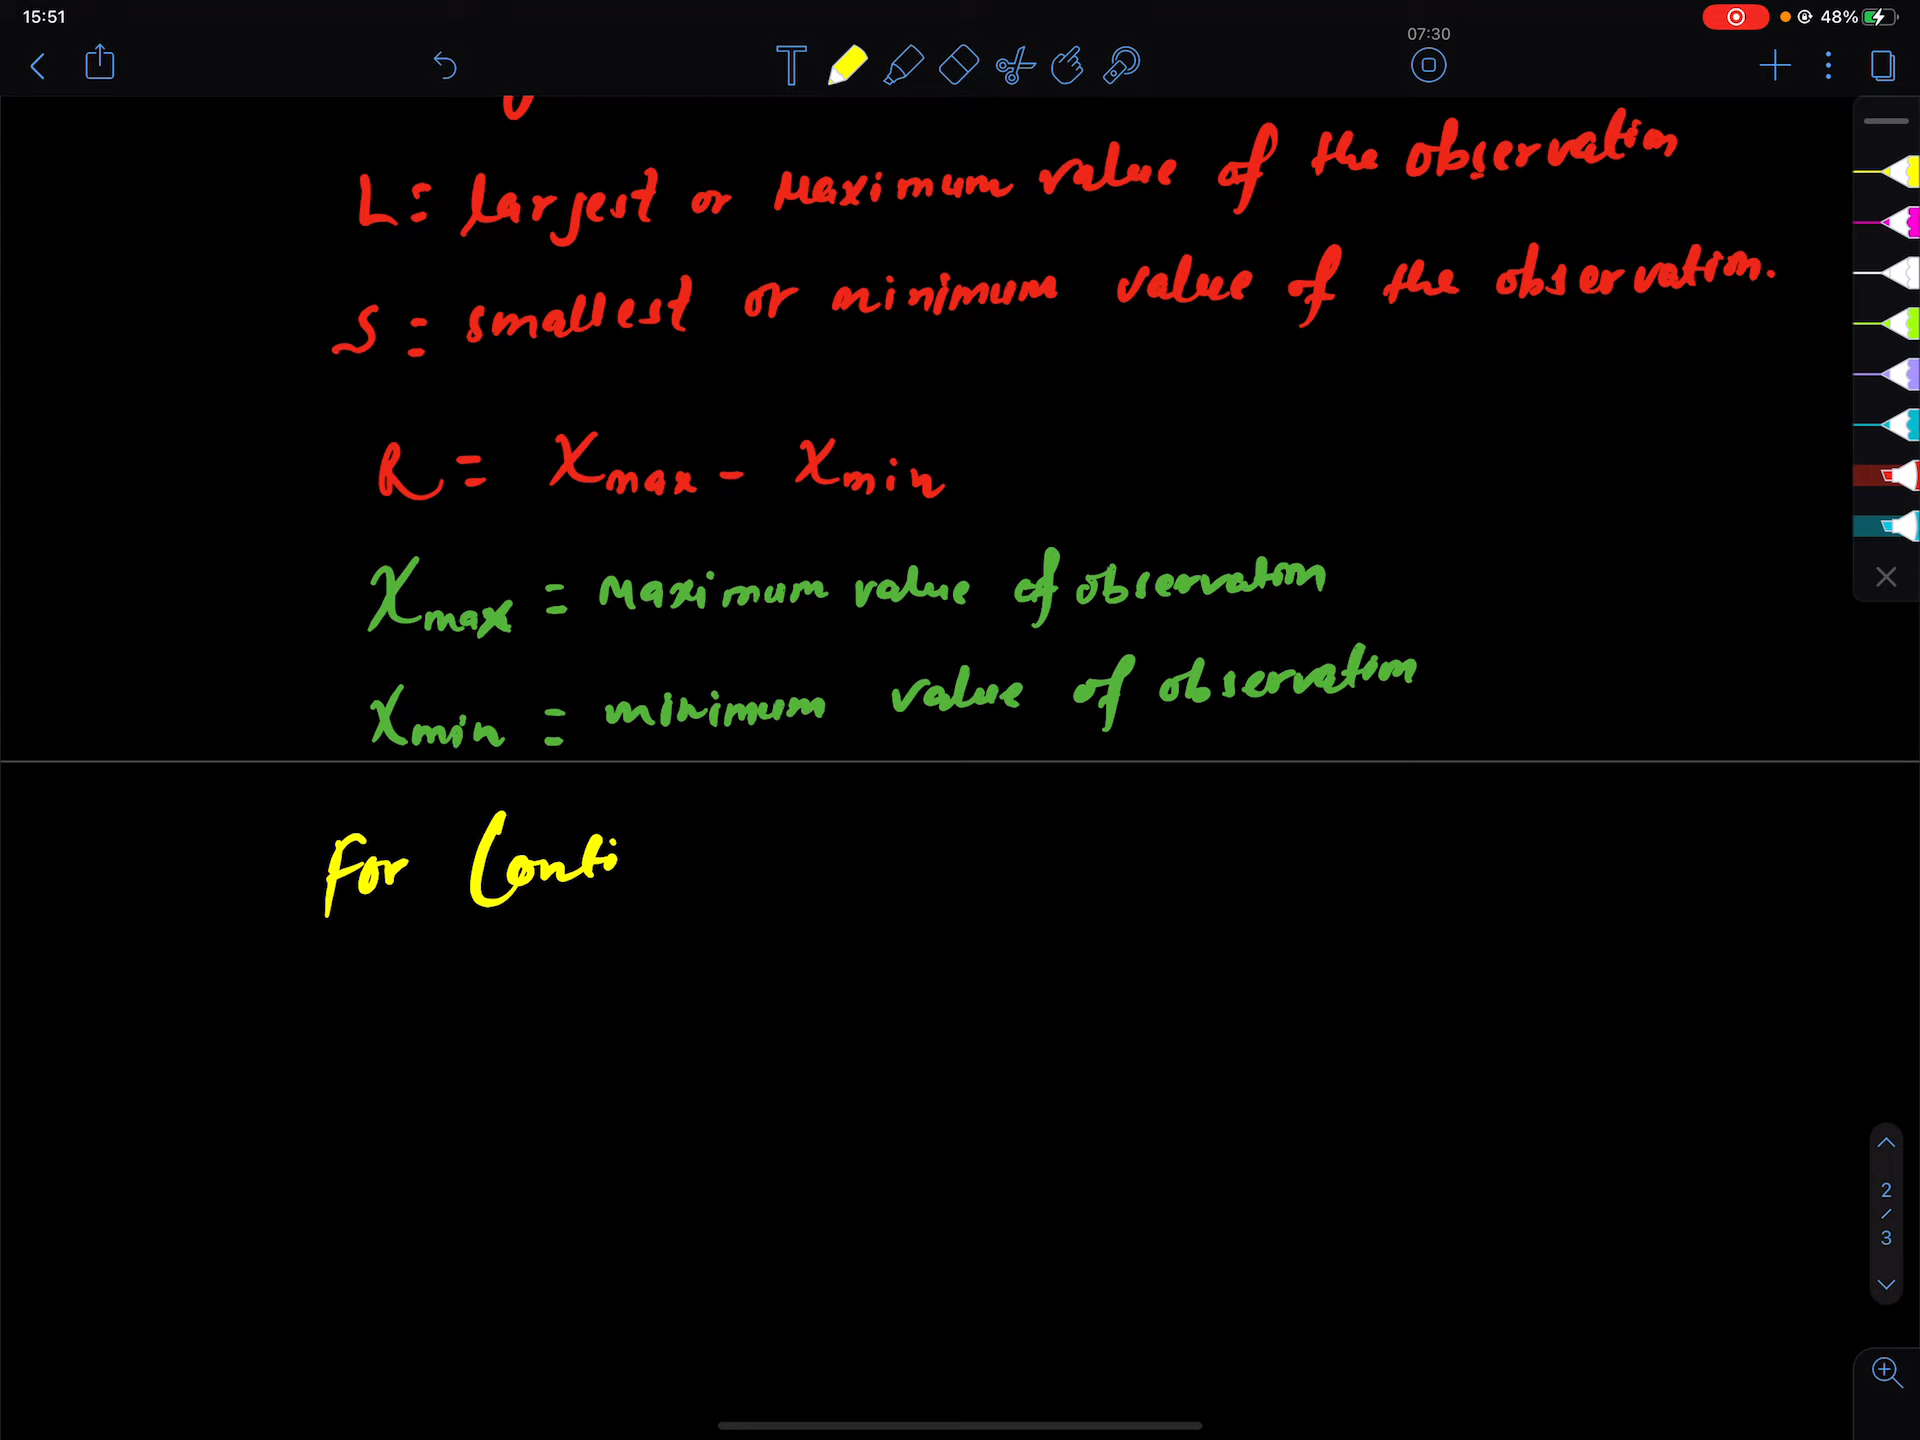 15:51
48%
07:30
L = largest or Maximum value of the observation
S = smallest or minimum value of the observation.
R = Xmax - Xmin
Xmax = Maximum value of observation
Xmin = minimum value of observation
For Conti
2
/
3